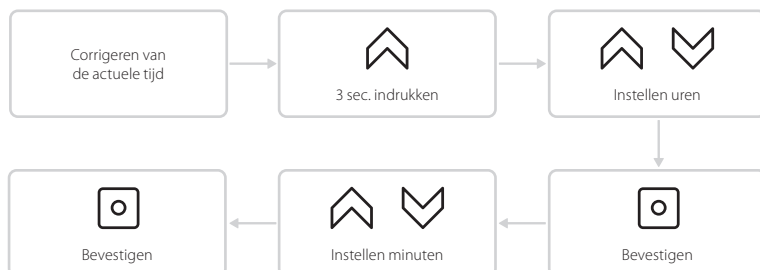 Corrigeren van
de actuele tijd
3 sec. indrukken
Instellen uren
Bevestigen
Instellen minuten
Bevestigen